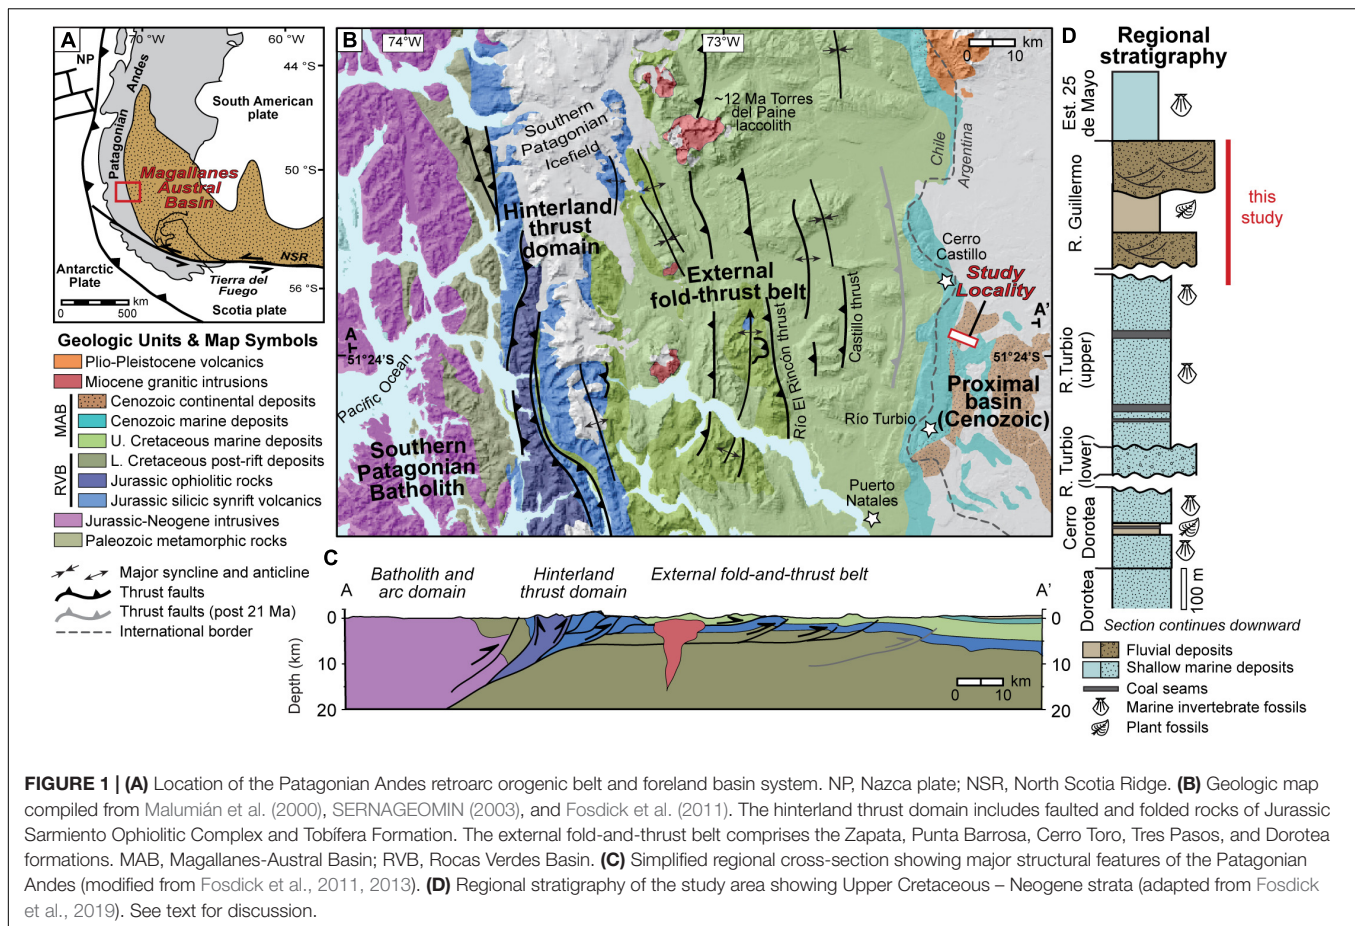 A
70 °W
60 °W
NP
44 °S
Andes
South American
plate
Patagonian
50 °S
Magallanes
Austral
Basin
NSR
Antarctic
Plate
Tierra del
Fuego
56 °S
km
0 500
Scotia plate
Geologic Units & Map Symbols
Plio-Pleistocene volcanics
Miocene granitic intrusions
MAB
Cenozoic continental deposits
Cenozoic marine deposits
U. Cretaceous marine deposits
RVB
L. Cretaceous post-rift deposits
Jurassic ophiolitic rocks
Jurassic silicic synrift volcanics
Jurassic-Neogene intrusives
Paleozoic metamorphic rocks
Major syncline and anticline
Thrust faults
Thrust faults (post 21 Ma)
International border
B
74°W
73°W
km
0 10
~12 Ma Torres
del Paine
laccolith
Southern
Patagonian
Icefield
Chile
Argentina
Hinterland
thrust
domain
External
fold-thrust belt
Cerro
Castillo
Study
Locality
A
51°24'S
A'
51°24'S
Pacific Ocean
Río El Rincón thrust
Castillo thrust
Proximal
basin
(Cenozoic)
Río Turbio
Southern
Patagonian
Batholith
Puerto
Natales
C
Batholith and
arc domain
Hinterland
thrust domain
External fold-and-thrust belt
A
A'
Depth (km)
0
10
20
0
10
20
km
0 10
D
Regional
stratigraphy
Est. 25
de Mayo
R. Guillermo
this
study
R.Turbio
(upper)
R. Turbio
(lower)
Cerro
Dorotea
Dorotea
100 m
Section continues downward
Fluvial deposits
Shallow marine deposits
Coal seams
Marine invertebrate fossils
Plant fossils
FIGURE 1 | (A) Location of the Patagonian Andes retroarc orogenic belt and foreland basin system. NP, Nazca plate; NSR, North Scotia Ridge. (B) Geologic map
compiled from Malumián et al. (2000), SERNAGEOMIN (2003), and Fosdick et al. (2011). The hinterland thrust domain includes faulted and folded rocks of Jurassic
Sarmiento Ophiolitic Complex and Tobífera Formation. The external fold-and-thrust belt comprises the Zapata, Punta Barrosa, Cerro Toro, Tres Pasos, and Dorotea
formations. MAB, Magallanes-Austral Basin; RVB, Rocas Verdes Basin. (C) Simplified regional cross-section showing major structural features of the Patagonian
Andes (modified from Fosdick et al., 2011, 2013). (D) Regional stratigraphy of the study area showing Upper Cretaceous – Neogene strata (adapted from Fosdick
et al., 2019). See text for discussion.